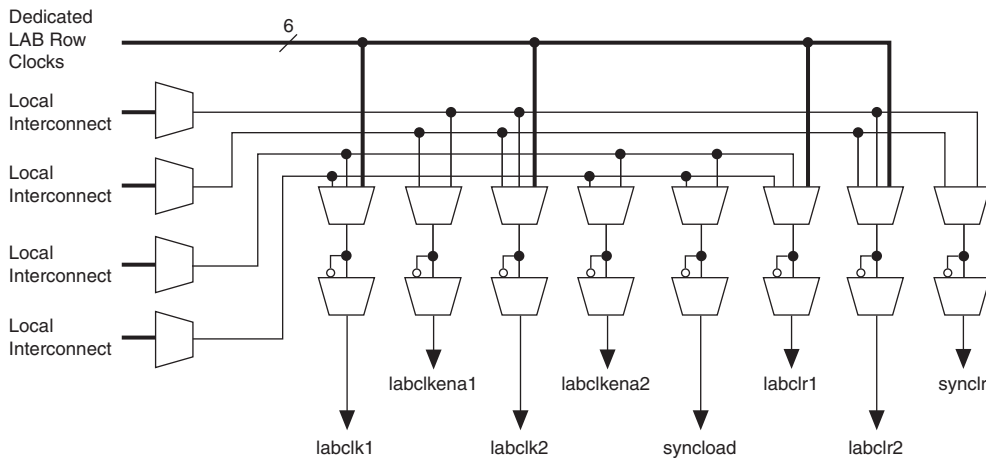 Dedicated
LAB Row
Clocks
6
Local
Interconnect
Local
Interconnect
Local
Interconnect
Local
Interconnect
labclkena1
labclkena2
labclr1
synclr
labclk1
labclk2
syncload
labclr2